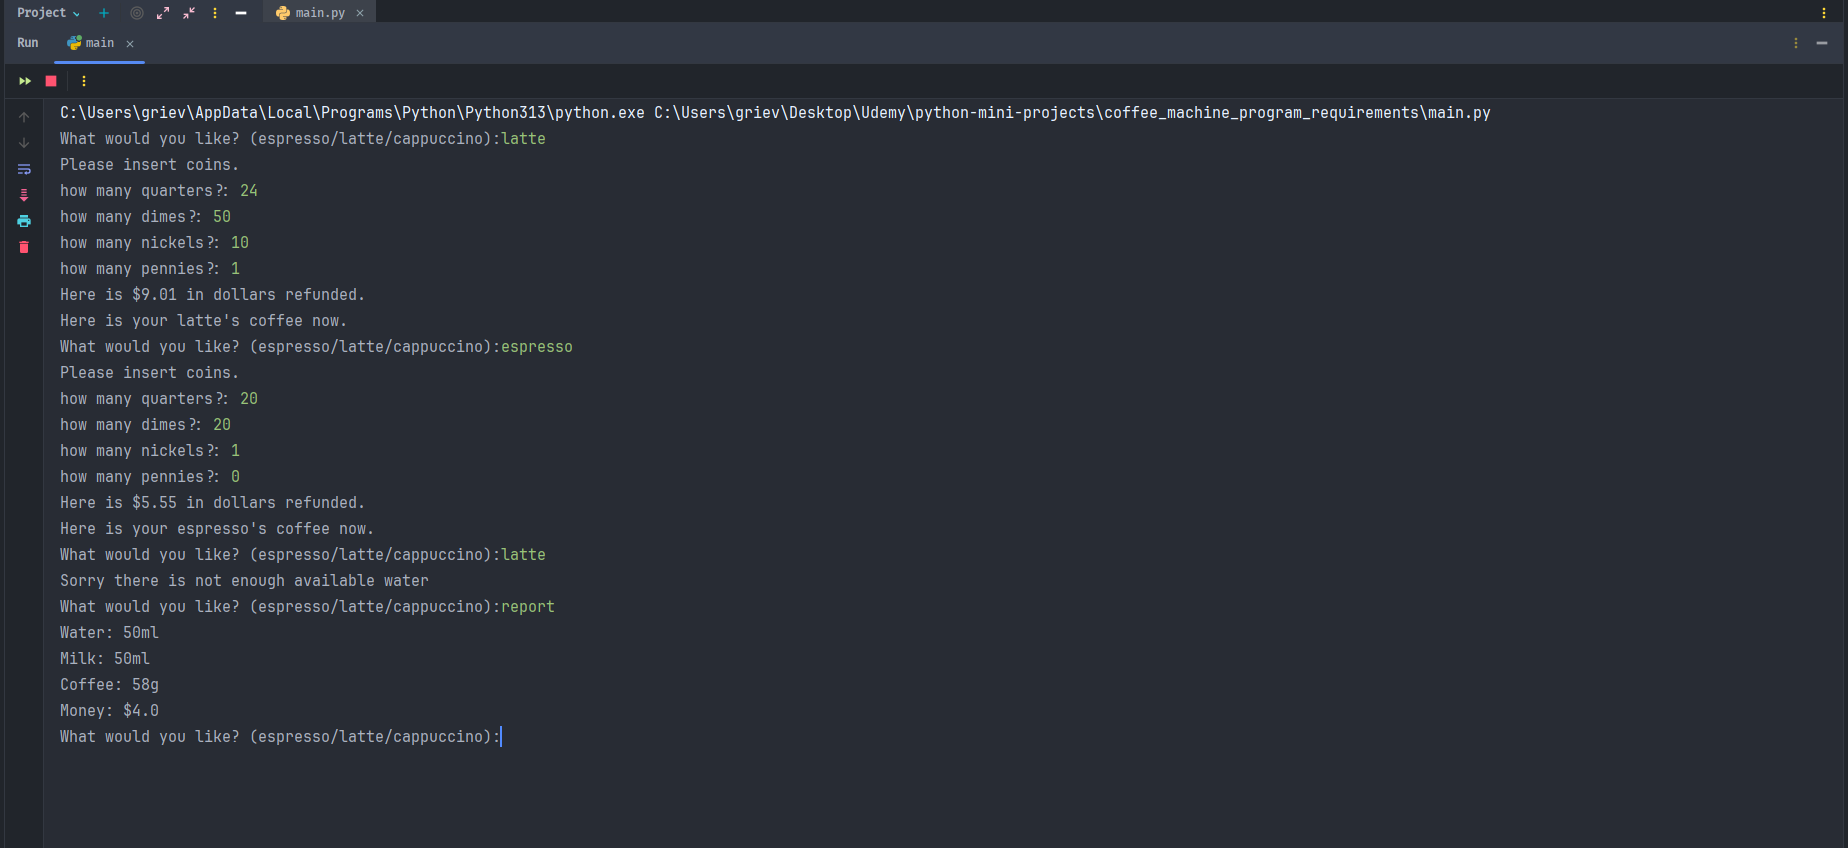 Project
main.py
Run main
C:\Users\griev\AppData\Local\Programs\Python\Python313\python.exe C:\Users\griev\Desktop\Udemy\python-mini-projects\coffee_machine_program_requirements\main.py
What would you like? (espresso/latte/cappuccino):latte
Please insert coins.
how many quarters?: 24
how many dimes?: 50
how many nickels?: 10
how many pennies?: 1
Here is $9.01 in dollars refunded.
Here is your latte's coffee now.
What would you like? (espresso/latte/cappuccino):espresso
Please insert coins.
how many quarters?: 20
how many dimes?: 20
how many nickels?: 1
how many pennies?: 0
Here is $5.55 in dollars refunded.
Here is your espresso's coffee now.
What would you like? (espresso/latte/cappuccino):latte
Sorry there is not enough available water
What would you like? (espresso/latte/cappuccino):report
Water: 50ml
Milk: 50ml
Coffee: 58g
Money: $4.0
What would you like? (espresso/latte/cappuccino):